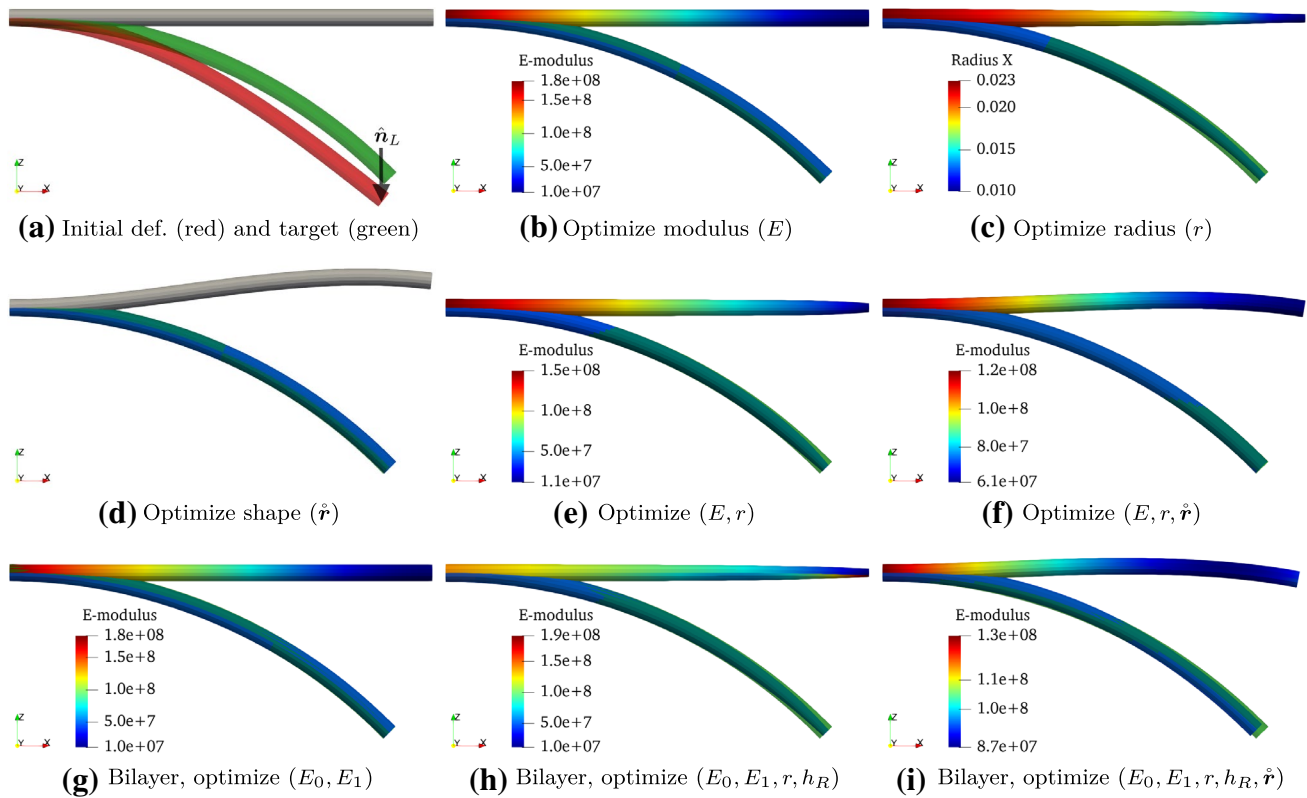 n̂_L
Z
Y X
(a) Initial def. (red) and target (green)
E-modulus
1.8e+08
1.5e+8
1.0e+8
5.0e+7
1.0e+07
Z
Y X
(b) Optimize modulus (E)
Radius X
0.023
0.020
0.015
0.010
Z
Y X
(c) Optimize radius (r)
Z
Y X
(d) Optimize shape (r̊)
E-modulus
1.5e+08
1.0e+8
5.0e+7
1.1e+07
Z
Y X
(e) Optimize (E, r)
E-modulus
1.2e+08
1.0e+8
8.0e+7
6.1e+07
Z
Y X
(f) Optimize (E, r, r̊)
E-modulus
1.8e+08
1.5e+8
1.0e+8
5.0e+7
1.0e+07
Z
Y X
(g) Bilayer, optimize (E₀, E₁)
E-modulus
1.9e+08
1.5e+8
1.0e+8
5.0e+7
1.0e+07
Z
Y X
(h) Bilayer, optimize (E₀, E₁, r, h_R)
E-modulus
1.3e+08
1.1e+8
1.0e+8
8.7e+07
Z
Y X
(i) Bilayer, optimize (E₀, E₁, r, h_R, r̊)